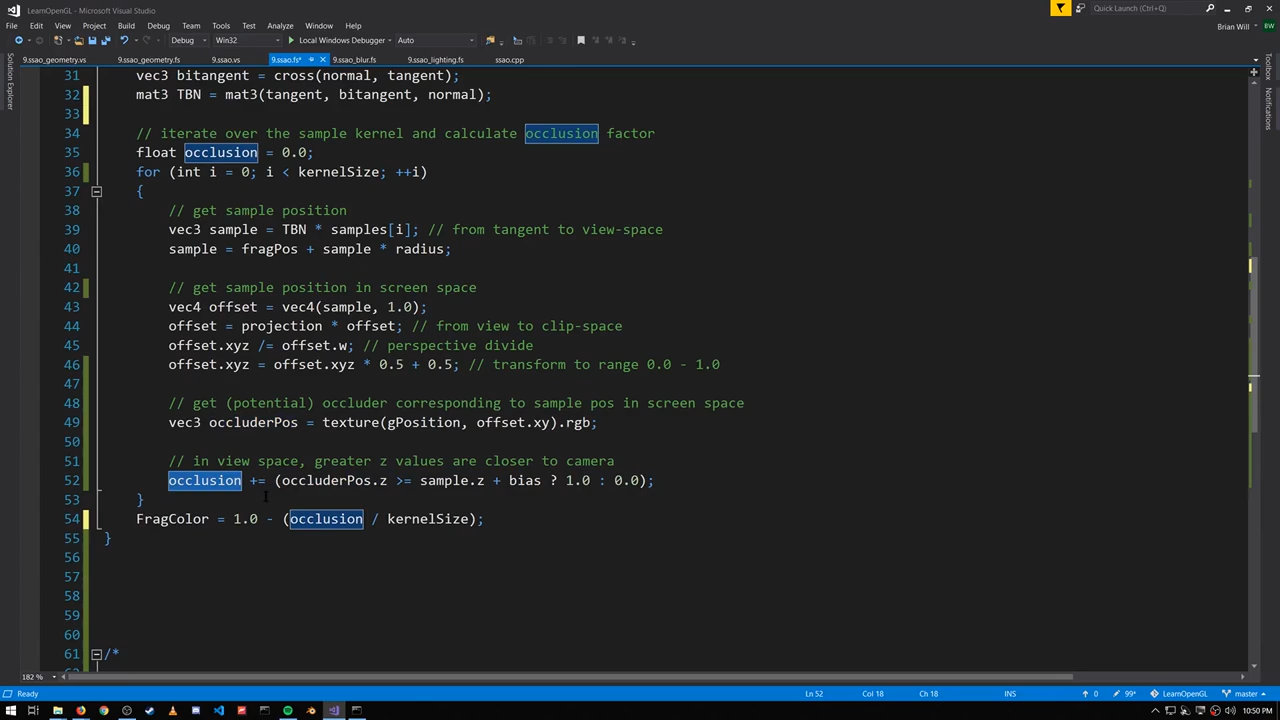 LearnOpenGL - Microsoft Visual Studio
Quick Launch (Ctrl+Q)
File Edit View Project Build Debug Team Tools Test Analyze Window Help
Brian Will BW
Debug Win32 Local Windows Debugger Auto
9.ssao_geometry.vs 9.ssao_geometry.fs 9.ssao.vs 9.ssao.fs* 9.ssao_blur.fs 9.ssao_lighting.fs ssao.cpp
Solution Explorer
Toolbox
Notifications
31 vec3 bitangent = cross(normal, tangent);
32 mat3 TBN = mat3(tangent, bitangent, normal);
33
34 // iterate over the sample kernel and calculate occlusion factor
35 float occlusion = 0.0;
36 for (int i = 0; i < kernelSize; ++i)
37 {
38 // get sample position
39 vec3 sample = TBN * samples[i]; // from tangent to view-space
40 sample = fragPos + sample * radius;
41
42 // get sample position in screen space
43 vec4 offset = vec4(sample, 1.0);
44 offset = projection * offset; // from view to clip-space
45 offset.xyz /= offset.w; // perspective divide
46 offset.xyz = offset.xyz * 0.5 + 0.5; // transform to range 0.0 - 1.0
47
48 // get (potential) occluder corresponding to sample pos in screen space
49 vec3 occluderPos = texture(gPosition, offset.xy).rgb;
50
51 // in view space, greater z values are closer to camera
52 occlusion += (occluderPos.z >= sample.z + bias ? 1.0 : 0.0);
53 }
54 FragColor = 1.0 - (occlusion / kernelSize);
55 }
56
57
58
59
60
61 /*
182 %
Ready Ln 52 Col 18 Ch 18 INS 0 99+ LearnOpenGL master
10:50 PM